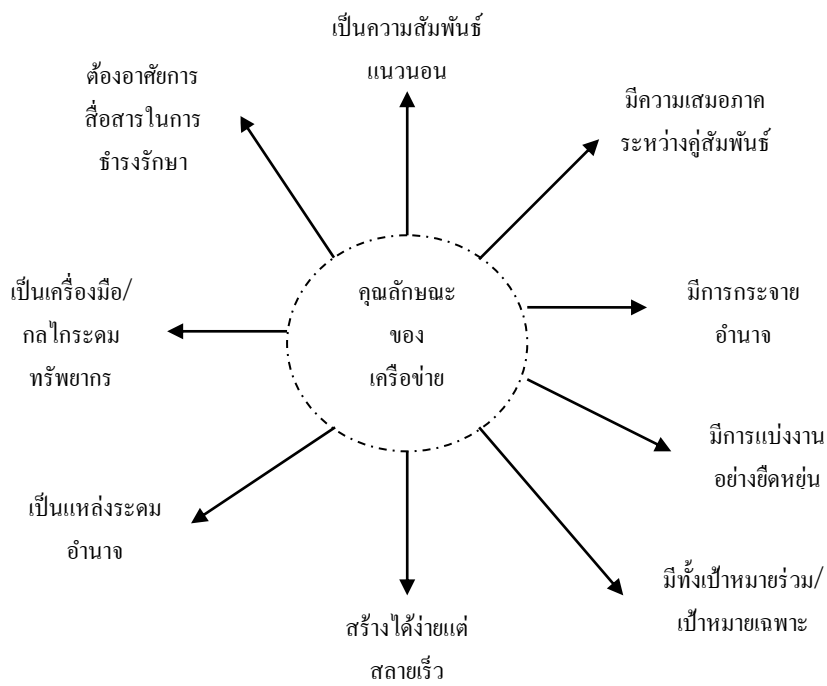 เป็นความสัมพันธ์
แนวนอน
ต้องอาศัยการ
สื่อสารในการ
ธำรงรักษา
มีความเสมอภาค
ระหว่างคู่สัมพันธ์
เป็นเครื่องมือ/
กลไกระดม
ทรัพยากร
คุณลักษณะ
ของ
เครือข่าย
มีการกระจาย
อำนาจ
มีการแบ่งงาน
อย่างยืดหยุ่น
เป็นแหล่งระดม
อำนาจ
มีทั้งเป้าหมายร่วม/
เป้าหมายเฉพาะ
สร้างได้ง่ายแต่
สลายเร็ว